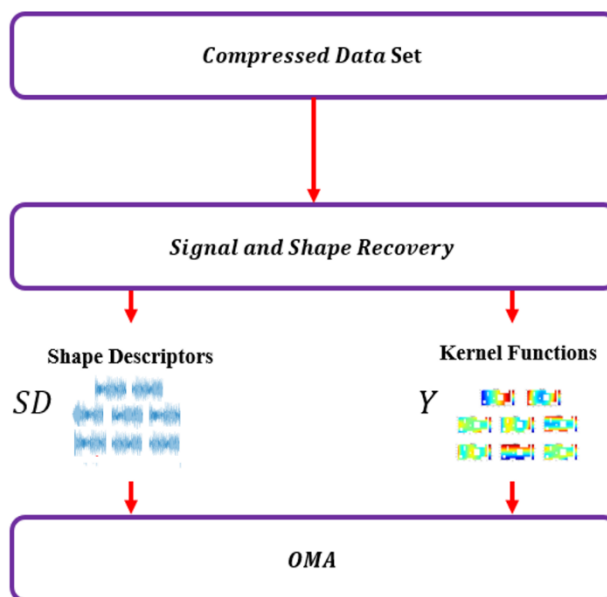 Compressed Data Set
Signal and Shape Recovery
Shape Descriptors
Kernel Functions
SD
Y
OMA